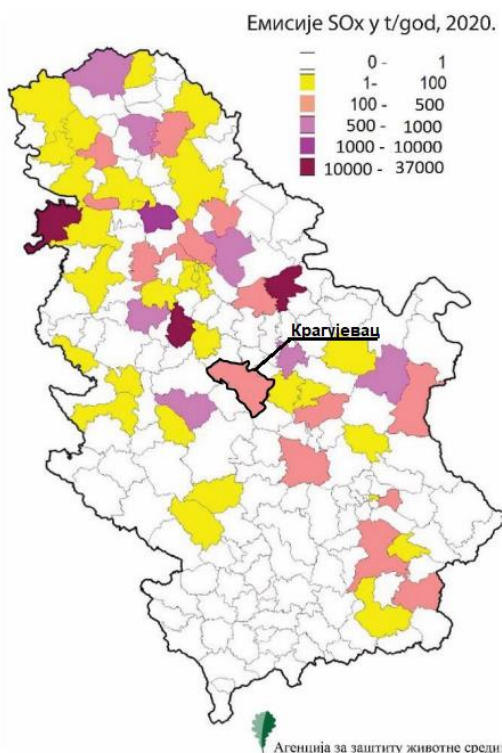 Емисије SOx у t/god, 2020.
0 - 1
1- 100
100 - 500
500 - 1000
1000 - 10000
10000 - 37000
Крагујевац
Агенција за заштиту животне средин